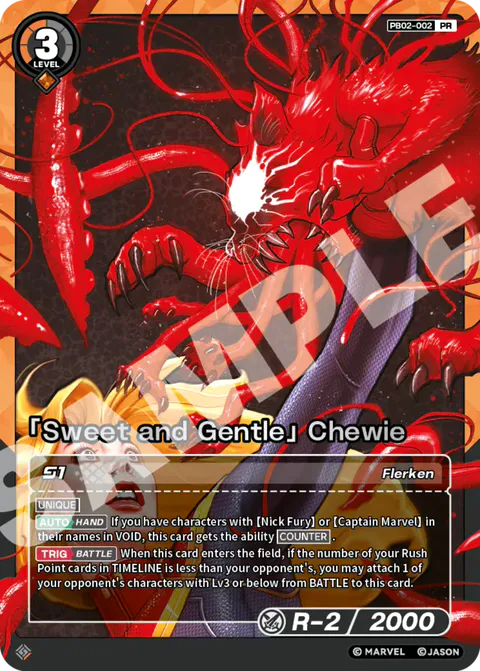 3
LEVEL
PB02-002 PR
SAMPLE
「Sweet and Gentle」 Chewie
S1
Flerken
UNIQUE
AUTO HAND If you have characters with 【Nick Fury】 or 【Captain Marvel】 in
their names in VOID, this card gets the ability COUNTER .
TRIG BATTLE When this card enters the field, if the number of your Rush
Point cards in TIMELINE is less than your opponent's, you may attach 1 of
your opponent's characters with Lv3 or below from BATTLE to this card.
R-2 / 2000
© MARVEL © JASON